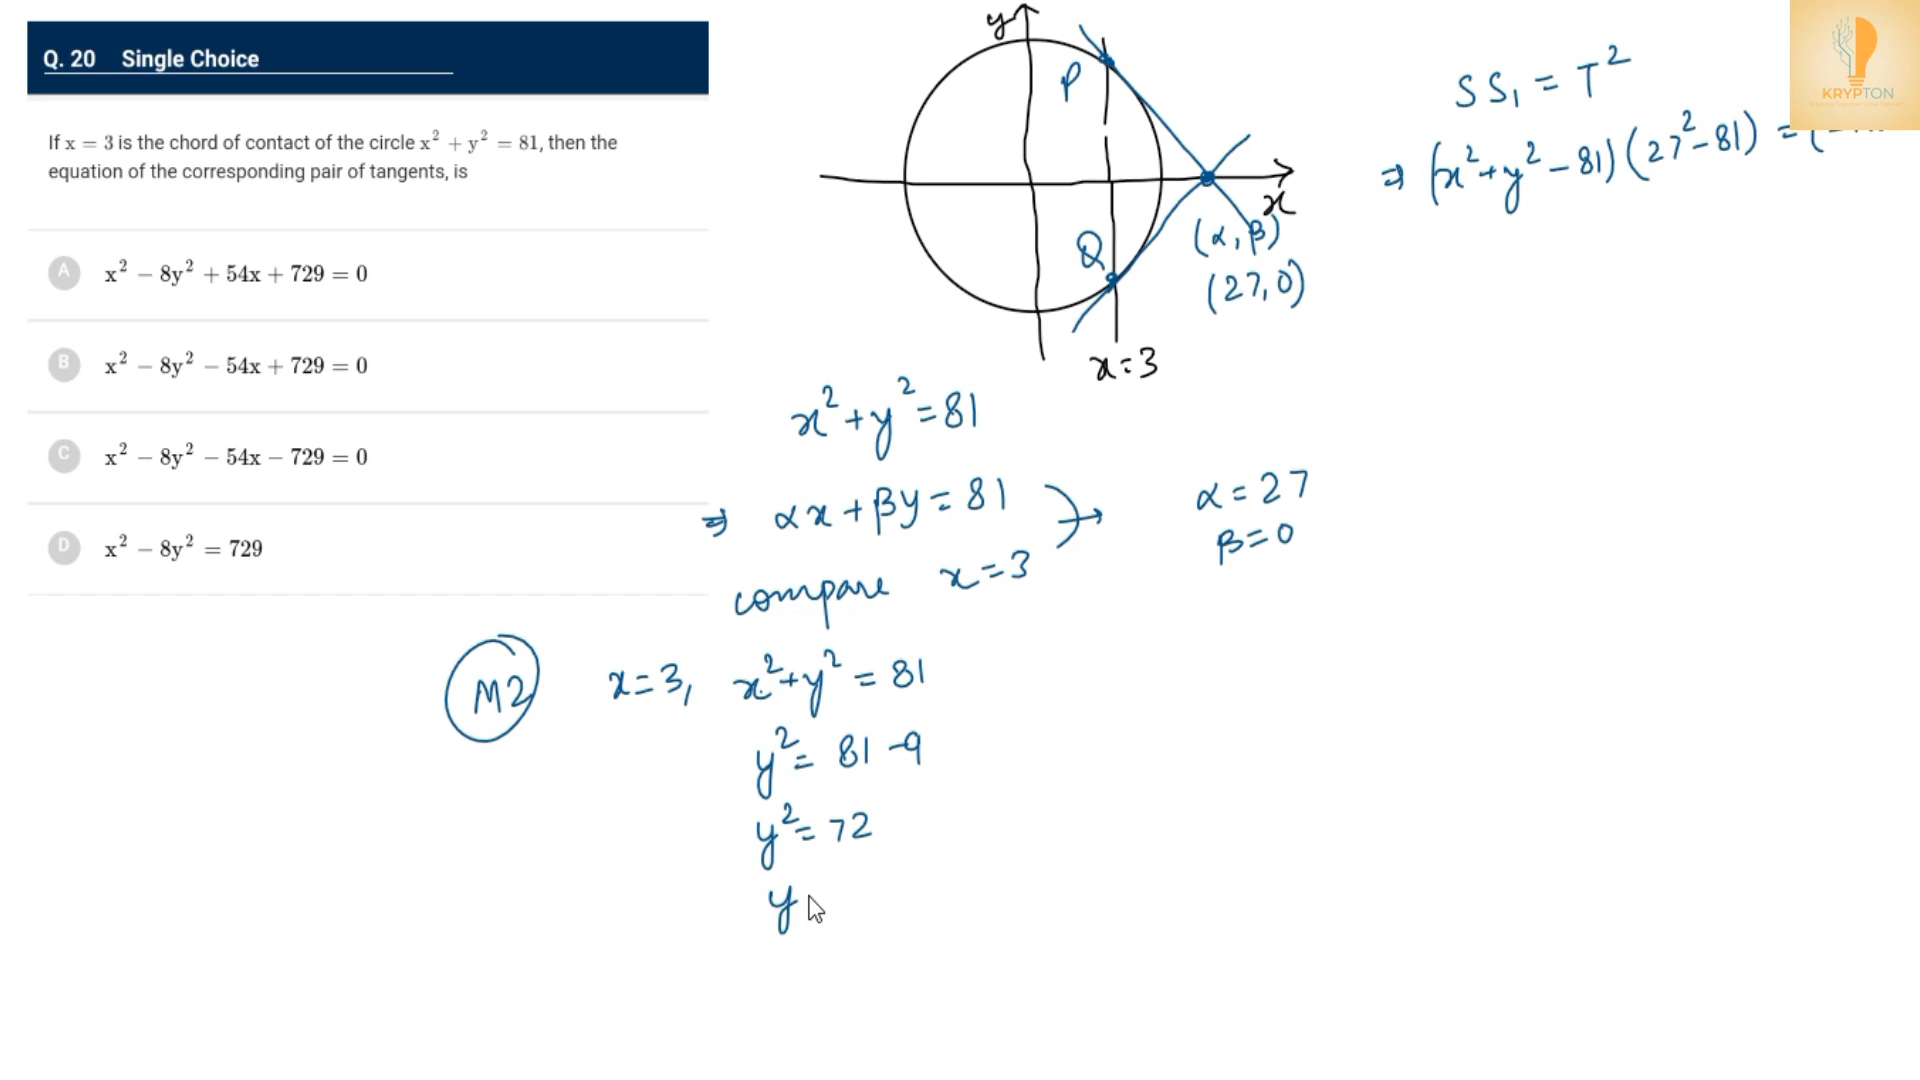 Q. 20 Single Choice
If x = 3 is the chord of contact of the circle x² + y² = 81, then the
equation of the corresponding pair of tangents, is
A x² − 8y² + 54x + 729 = 0
B x² − 8y² − 54x + 729 = 0
C x² − 8y² − 54x − 729 = 0
D x² − 8y² = 729
y
P
x
Q
(α, β)
(27, 0)
x = 3
SS₁ = T²
⇒ (x² + y² − 81)(27² − 81) = (
KRYPTON
x² + y² = 81
⇒ αx + βy = 81
compare x = 3
α = 27
β = 0
M2 x = 3, x² + y² = 81
y² = 81 − 9
y² = 72
y